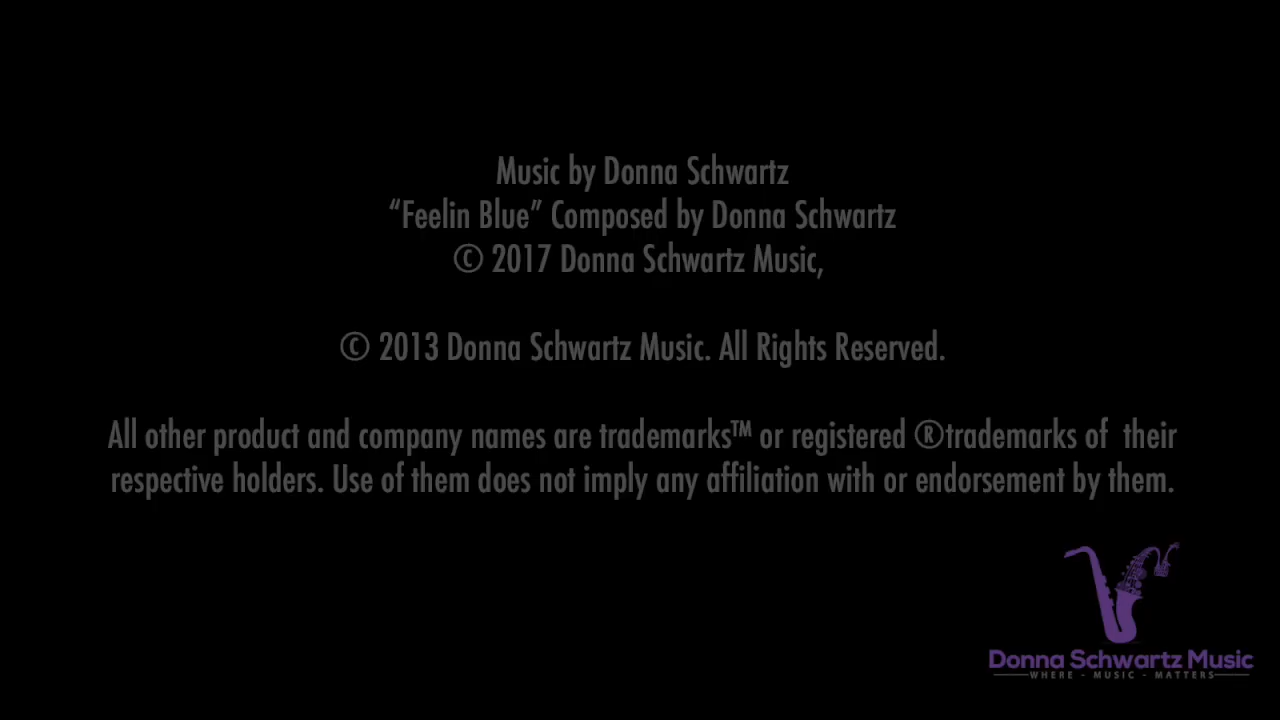 Music by Donna Schwartz
“Feelin Blue” Composed by Donna Schwartz
© 2017 Donna Schwartz Music,
© 2013 Donna Schwartz Music. All Rights Reserved.
All other product and company names are trademarks™ or registered ®trademarks of  their
respective holders. Use of them does not imply any affiliation with or endorsement by them.
Donna Schwartz Music
WHERE - MUSIC - MATTERS